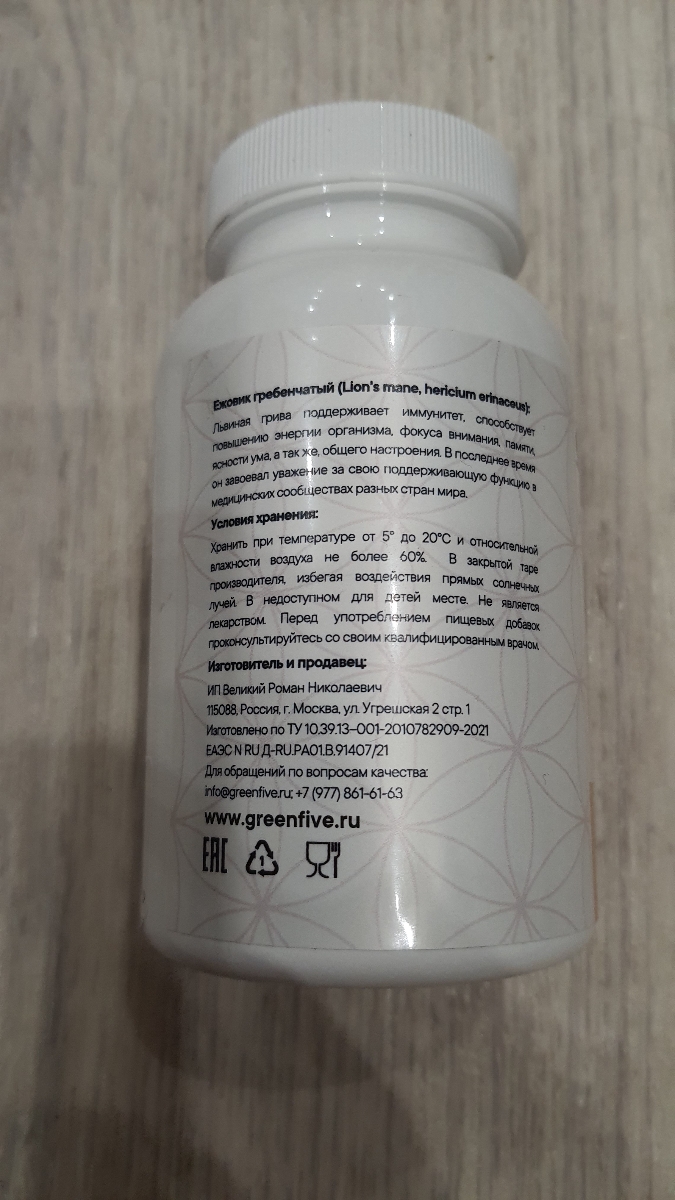 Ежовик гребенчатый (Lion's mane, hericium erinaceus):
Львиная грива поддерживает иммунитет, способствует
повышению энергии организма, фокуса внимания, памяти,
ясности ума, а так же, общего настроения. В последнее время
он завоевал уважение за свою поддерживающую функцию в
медицинских сообществах разных стран мира.
Условия хранения:
Хранить при температуре от 5° до 20°C и относительной
влажности воздуха не более 60%. В закрытой таре
производителя, избегая воздействия прямых солнечных
лучей. В недоступном для детей месте. Не является
лекарством. Перед употреблением пищевых добавок
проконсультируйтесь со своим квалифицированным врачом.
Изготовитель и продавец:
ИП Великий Роман Николаевич
115088, Россия, г. Москва, ул. Угрешская 2 стр. 1
Изготовлено по ТУ 10.39.13–001-2010782909-2021
ЕАЭС N RU Д-RU.РА01.В.91407/21
Для обращений по вопросам качества:
info@greenfive.ru; +7 (977) 861-61-63
www.greenfive.ru
EAC 1